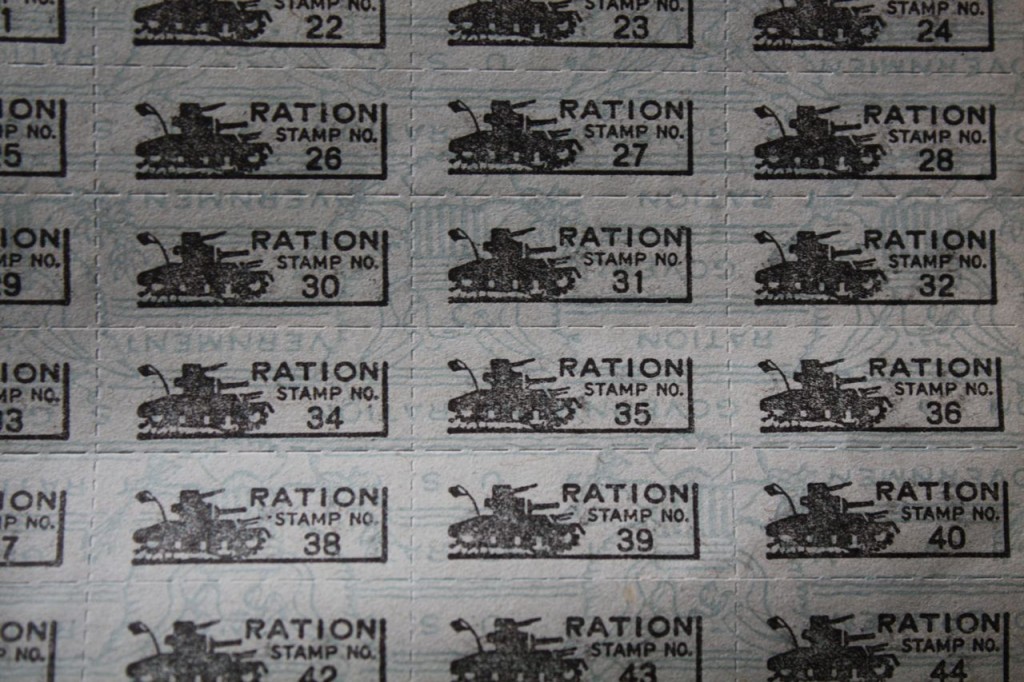 STAMP NO. STAMP NO. STAMP NO.
1 22 23 24
RATION RATION RATION RATION
STAMP NO. STAMP NO. STAMP NO.
26 27 28
RATION RATION RATION
STAMP NO. STAMP NO. STAMP NO.
30 31 32
RATION RATION RATION
STAMP NO. STAMP NO. STAMP NO.
34 35 36
RATION RATION RATION
STAMP NO. STAMP NO. STAMP NO.
38 39 40
RATION RATION RATION
STAMP NO. STAMP NO. STAMP NO.
42 43 44